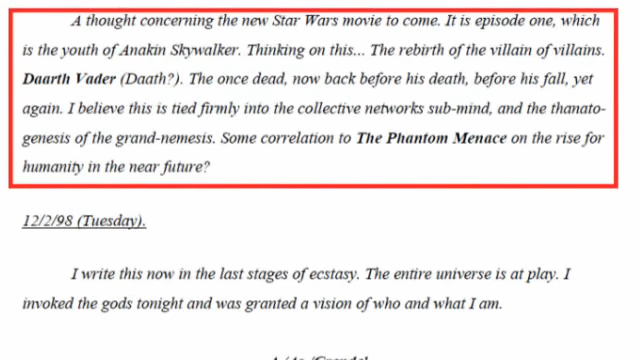 A thought concerning the new Star Wars movie to come. It is episode one, which
is the youth of Anakin Skywalker. Thinking on this... The rebirth of the villain of villains.
Daarth Vader (Daath?). The once dead, now back before his death, before his fall, yet
again. I believe this is tied firmly into the collective networks sub-mind, and the thanato-
genesis of the grand-nemesis. Some correlation to The Phantom Menace on the rise for
humanity in the near future?
12/2/98 (Tuesday).
I write this now in the last stages of ecstasy. The entire universe is at play. I
invoked the gods tonight and was granted a vision of who and what I am.